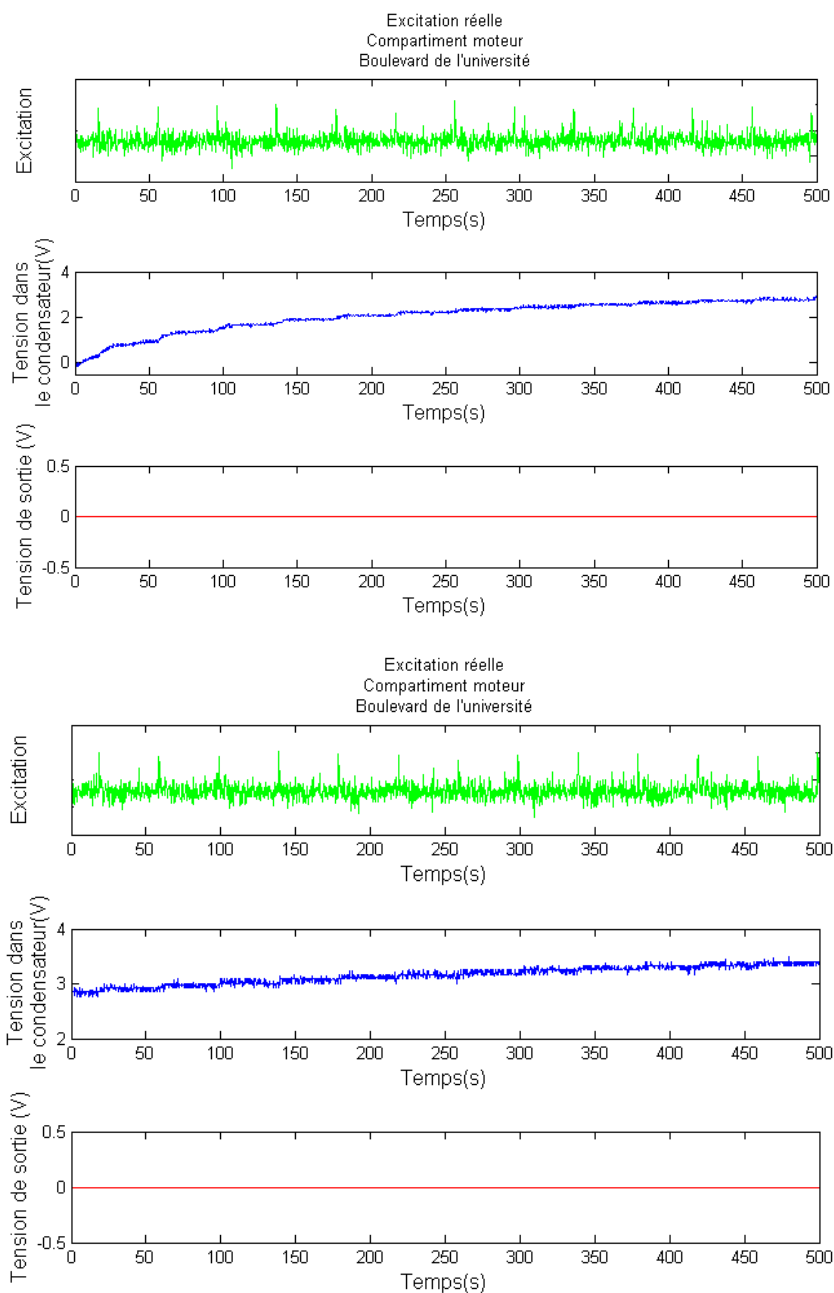 Excitation réelle
Compartiment moteur
Boulevard de l'université
Excitation
0 50 100 150 200 250 300 350 400 450 500
Temps(s)
Tension dans
le condensateur(V)
4
2
0
0 50 100 150 200 250 300 350 400 450 500
Temps(s)
Tension de sortie (V)
0.5
0
-0.5
0 50 100 150 200 250 300 350 400 450 500
Temps(s)
Excitation réelle
Compartiment moteur
Boulevard de l'université
Excitation
0 50 100 150 200 250 300 350 400 450 500
Temps(s)
Tension dans
le condensateur(V)
4
3
2
0 50 100 150 200 250 300 350 400 450 500
Temps(s)
Tension de sortie (V)
0.5
0
-0.5
0 50 100 150 200 250 300 350 400 450 500
Temps(s)